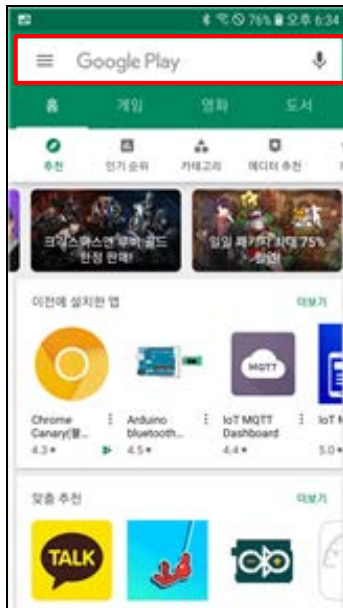 76% 오후 6:34
Google Play
홈 게임 영화 도서
추천 인기 순위 카테고리 에디터 추천
크리스마스엔 루비 골드
한정 판매!
일일 패키지 최대 75%
할인!
이전에 설치한 앱 더보기
MQTT
Chrome
Canary(불...
4.3★
Arduino
bluetooth...
4.5★
IoT MQTT
Dashboard
4.4★
IoT M
5.0★
맞춤 추천 더보기
TALK